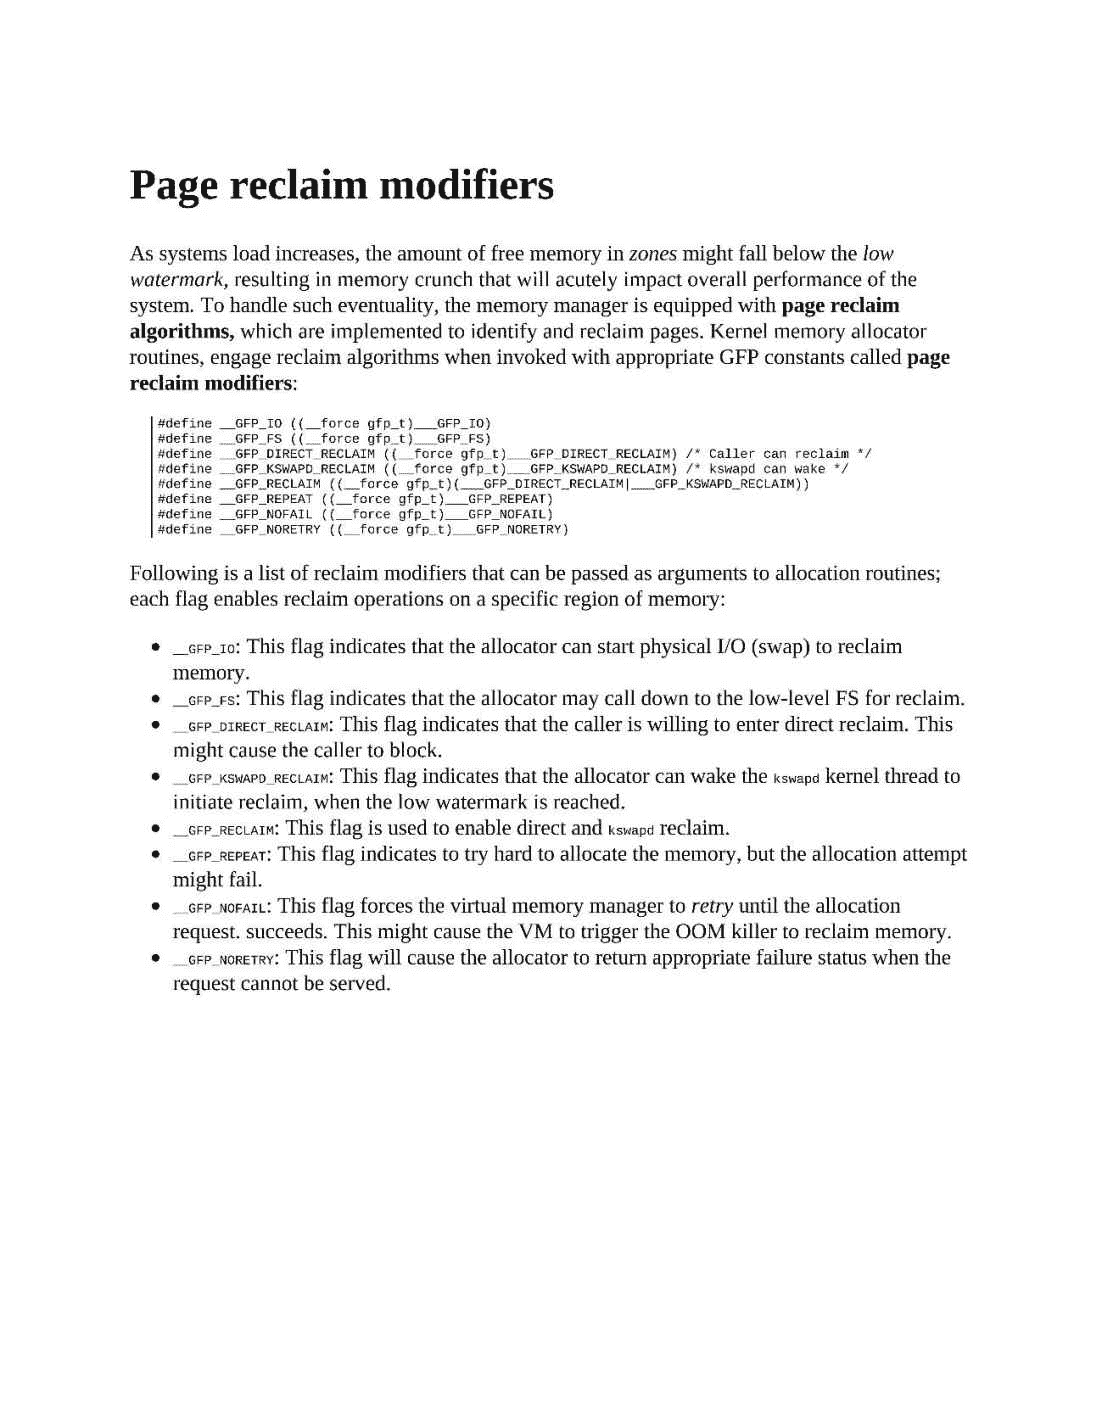 Page reclaim modifiers
As systems load increases, the amount of free memory in zones might fall below the low
watermark, resulting in memory crunch that will acutely impact overall performance of the
system. To handle such eventuality, the memory manager is equipped with page reclaim
algorithms, which are implemented to identify and reclaim pages. Kernel memory allocator
routines, engage reclaim algorithms when invoked with appropriate GFP constants called page
reclaim modifiers:
#define __GFP_IO ((__force gfp_t)___GFP_IO)
#define __GFP_FS ((__force gfp_t)___GFP_FS)
#define __GFP_DIRECT_RECLAIM ((__force gfp_t)___GFP_DIRECT_RECLAIM) /* Caller can reclaim */
#define __GFP_KSWAPD_RECLAIM ((__force gfp_t)___GFP_KSWAPD_RECLAIM) /* kswapd can wake */
#define __GFP_RECLAIM ((__force gfp_t)(___GFP_DIRECT_RECLAIM|___GFP_KSWAPD_RECLAIM))
#define __GFP_REPEAT ((__force gfp_t)___GFP_REPEAT)
#define __GFP_NOFAIL ((__force gfp_t)___GFP_NOFAIL)
#define __GFP_NORETRY ((__force gfp_t)___GFP_NORETRY)
Following is a list of reclaim modifiers that can be passed as arguments to allocation routines;
each flag enables reclaim operations on a specific region of memory:
● __GFP_IO: This flag indicates that the allocator can start physical I/O (swap) to reclaim
memory.
● __GFP_FS: This flag indicates that the allocator may call down to the low-level FS for reclaim.
● __GFP_DIRECT_RECLAIM: This flag indicates that the caller is willing to enter direct reclaim. This
might cause the caller to block.
● __GFP_KSWAPD_RECLAIM: This flag indicates that the allocator can wake the kswapd kernel thread to
initiate reclaim, when the low watermark is reached.
● __GFP_RECLAIM: This flag is used to enable direct and kswapd reclaim.
● __GFP_REPEAT: This flag indicates to try hard to allocate the memory, but the allocation attempt
might fail.
● __GFP_NOFAIL: This flag forces the virtual memory manager to retry until the allocation
request. succeeds. This might cause the VM to trigger the OOM killer to reclaim memory.
● __GFP_NORETRY: This flag will cause the allocator to return appropriate failure status when the
request cannot be served.